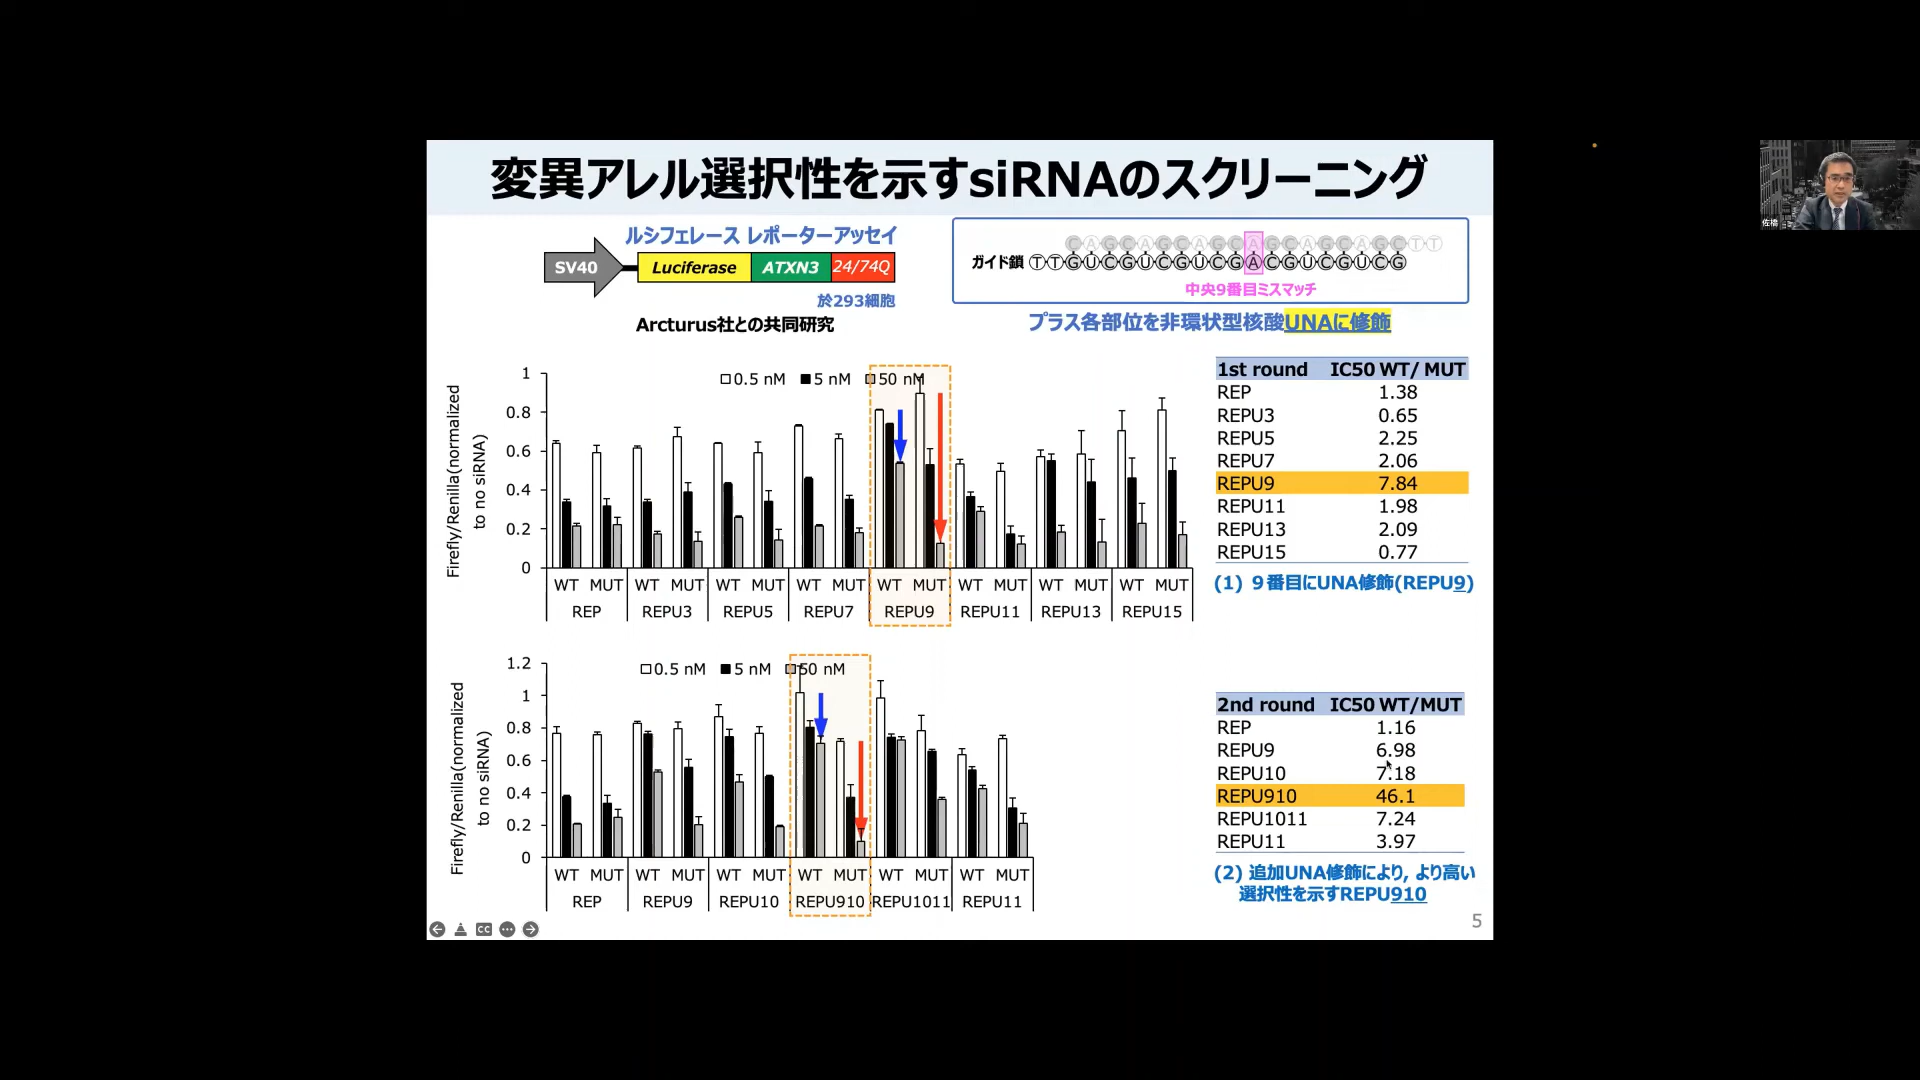 変異アレル選択性を示すsiRNAのスクリーニング
ルシフェレース レポーターアッセイ
SV40 Luciferase ATXN3 24/74Q
於293細胞
Arcturus社との共同研究
CAGCAGCAGCAGCAGCAGCTT
ガイド鎖 TTGUCGUCGUCGACGUCGUCG
中央9番目ミスマッチ
プラス各部位を非環状型核酸UNAに修飾
Firefly/Renilla(normalized
to no siRNA)
0.5 nM 5 nM 50 nM
1
0.8
0.6
0.4
0.2
0
WT MUT WT MUT WT MUT WT MUT WT MUT WT MUT WT MUT WT MUT
REP REPU3 REPU5 REPU7 REPU9 REPU11 REPU13 REPU15
1st round IC50 WT/ MUT
REP 1.38
REPU3 0.65
REPU5 2.25
REPU7 2.06
REPU9 7.84
REPU11 1.98
REPU13 2.09
REPU15 0.77
(1) 9番目にUNA修飾(REPU9)
Firefly/Renilla(normalized
to no siRNA)
0.5 nM 5 nM 50 nM
1.2
1
0.8
0.6
0.4
0.2
0
WT MUT WT MUT WT MUT WT MUT WT MUT WT MUT
REP REPU9 REPU10 REPU910 REPU1011 REPU11
2nd round IC50 WT/MUT
REP 1.16
REPU9 6.98
REPU10 7.18
REPU910 46.1
REPU1011 7.24
REPU11 3.97
(2) 追加UNA修飾により, より高い
選択性を示すREPU910
CC
5